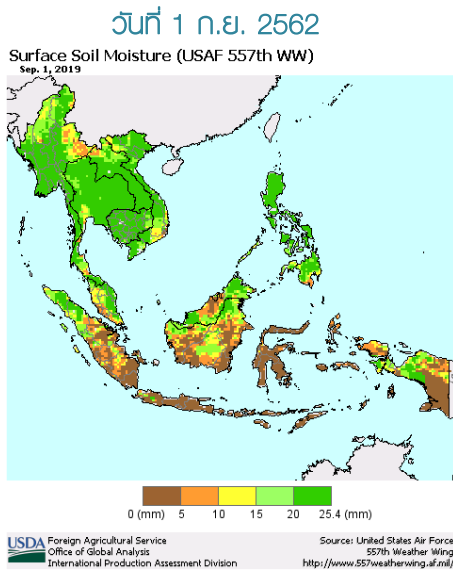 วันที่ 1 ก.ย. 2562
Surface Soil Moisture (USAF 557th WW)
Sep. 1, 2019
0 (mm) 5 10 15 20 25.4 (mm)
USDA Foreign Agricultural Service
Office of Global Analysis
International Production Assessment Division
Source: United States Air Force
557th Weather Wing
http://www.557weatherwing.af.mil/